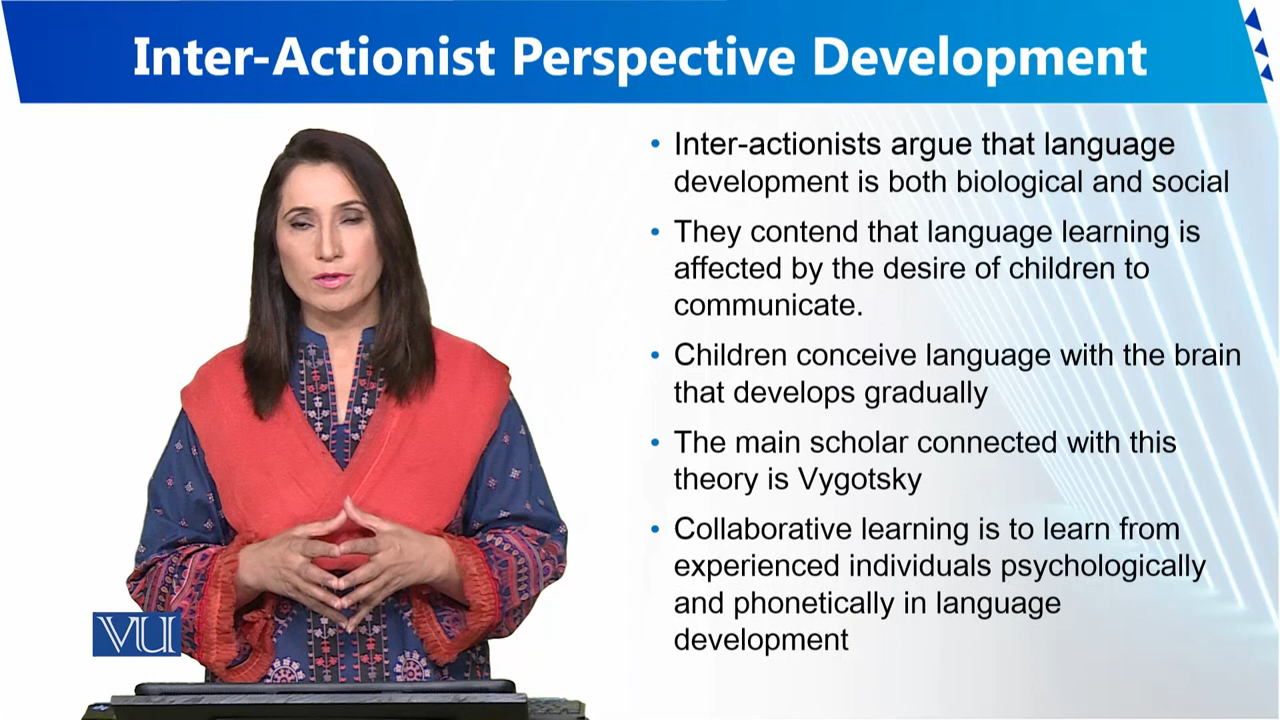 Inter-Actionist Perspective Development
• Inter-actionists argue that language
development is both biological and social
• They contend that language learning is
affected by the desire of children to
communicate.
• Children conceive language with the brain
that develops gradually
• The main scholar connected with this
theory is Vygotsky
• Collaborative learning is to learn from
experienced individuals psychologically
and phonetically in language
development
VU